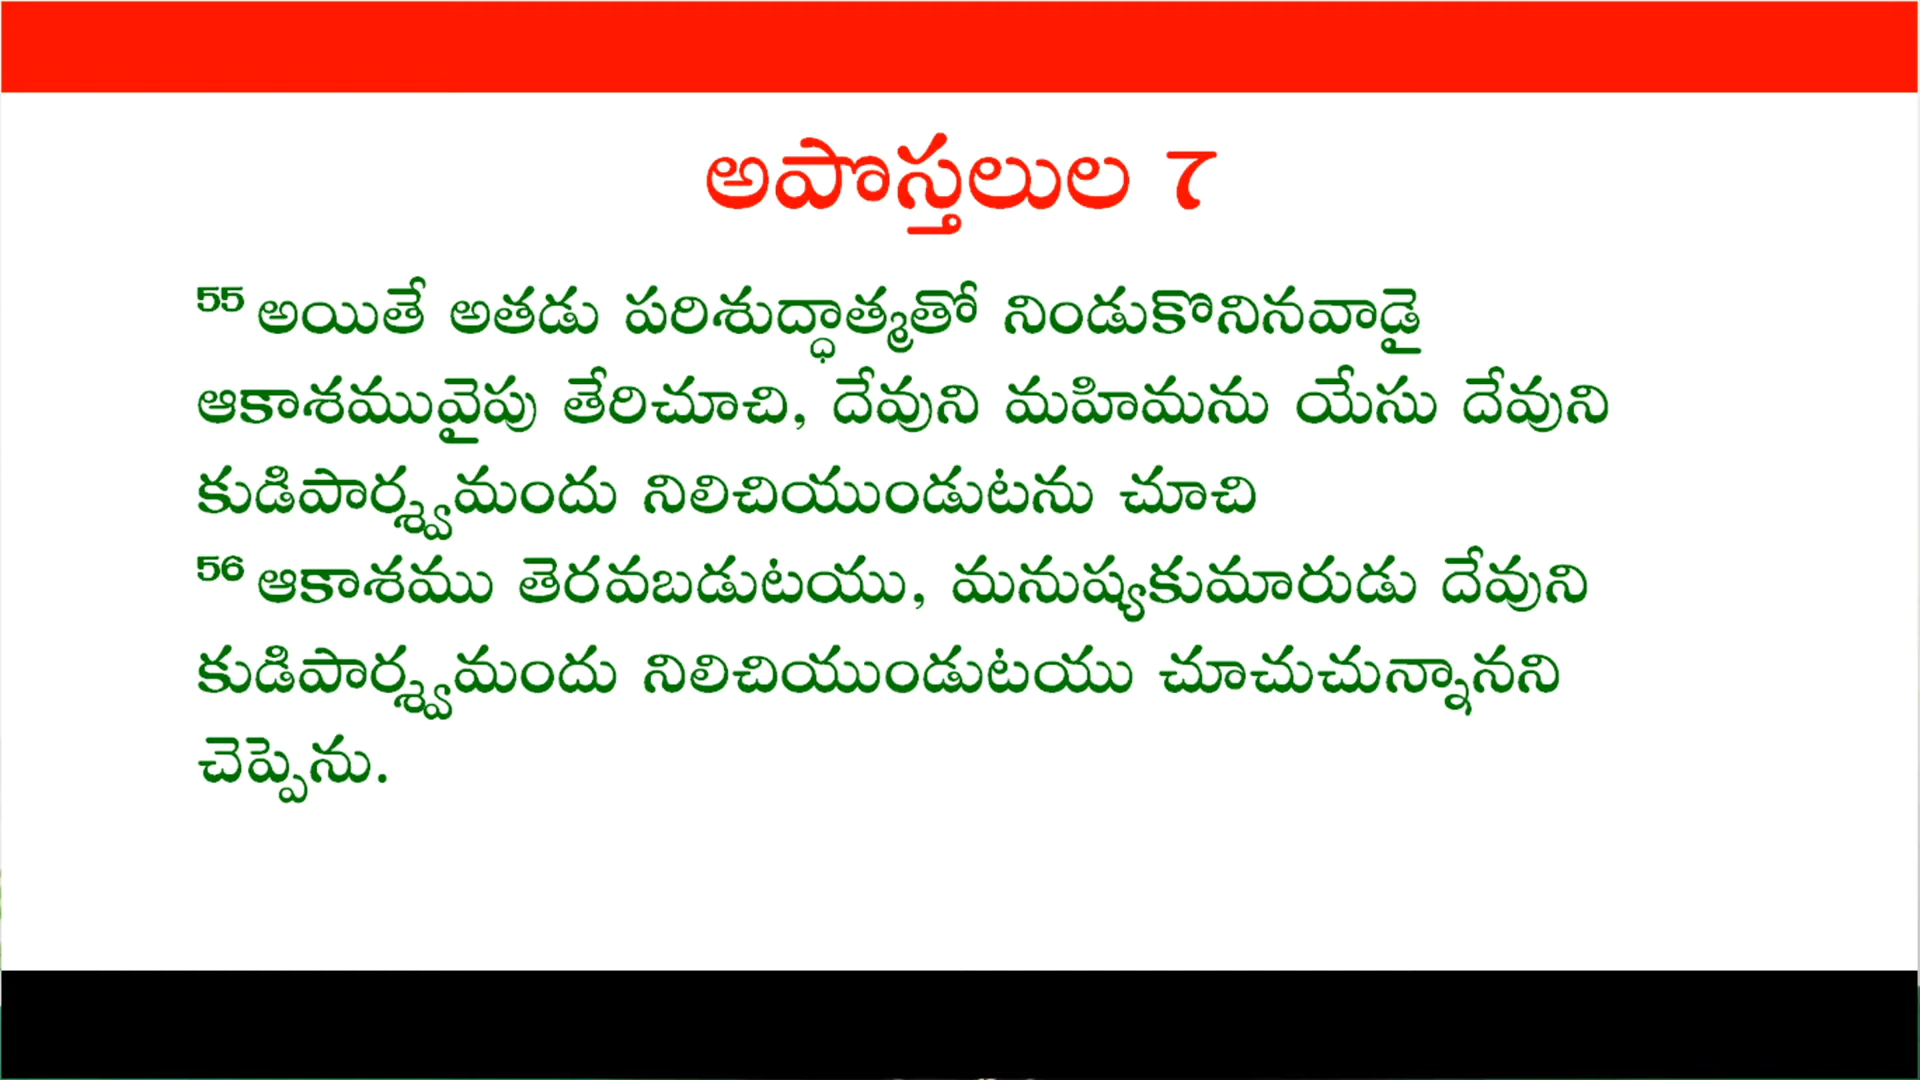 అపొస్తలుల 7
55 అయితే అతడు పరిశుద్ధాత్మతో నిండుకొనినవాడై
ఆకాశమువైపు తేరిచూచి, దేవుని మహిమను యేసు దేవుని
కుడిపార్శ్వమందు నిలిచియుండుటను చూచి
56 ఆకాశము తెరవబడుటయు, మనుష్యకుమారుడు దేవుని
కుడిపార్శ్వమందు నిలిచియుండుటయు చూచుచున్నానని
చెప్పెను.